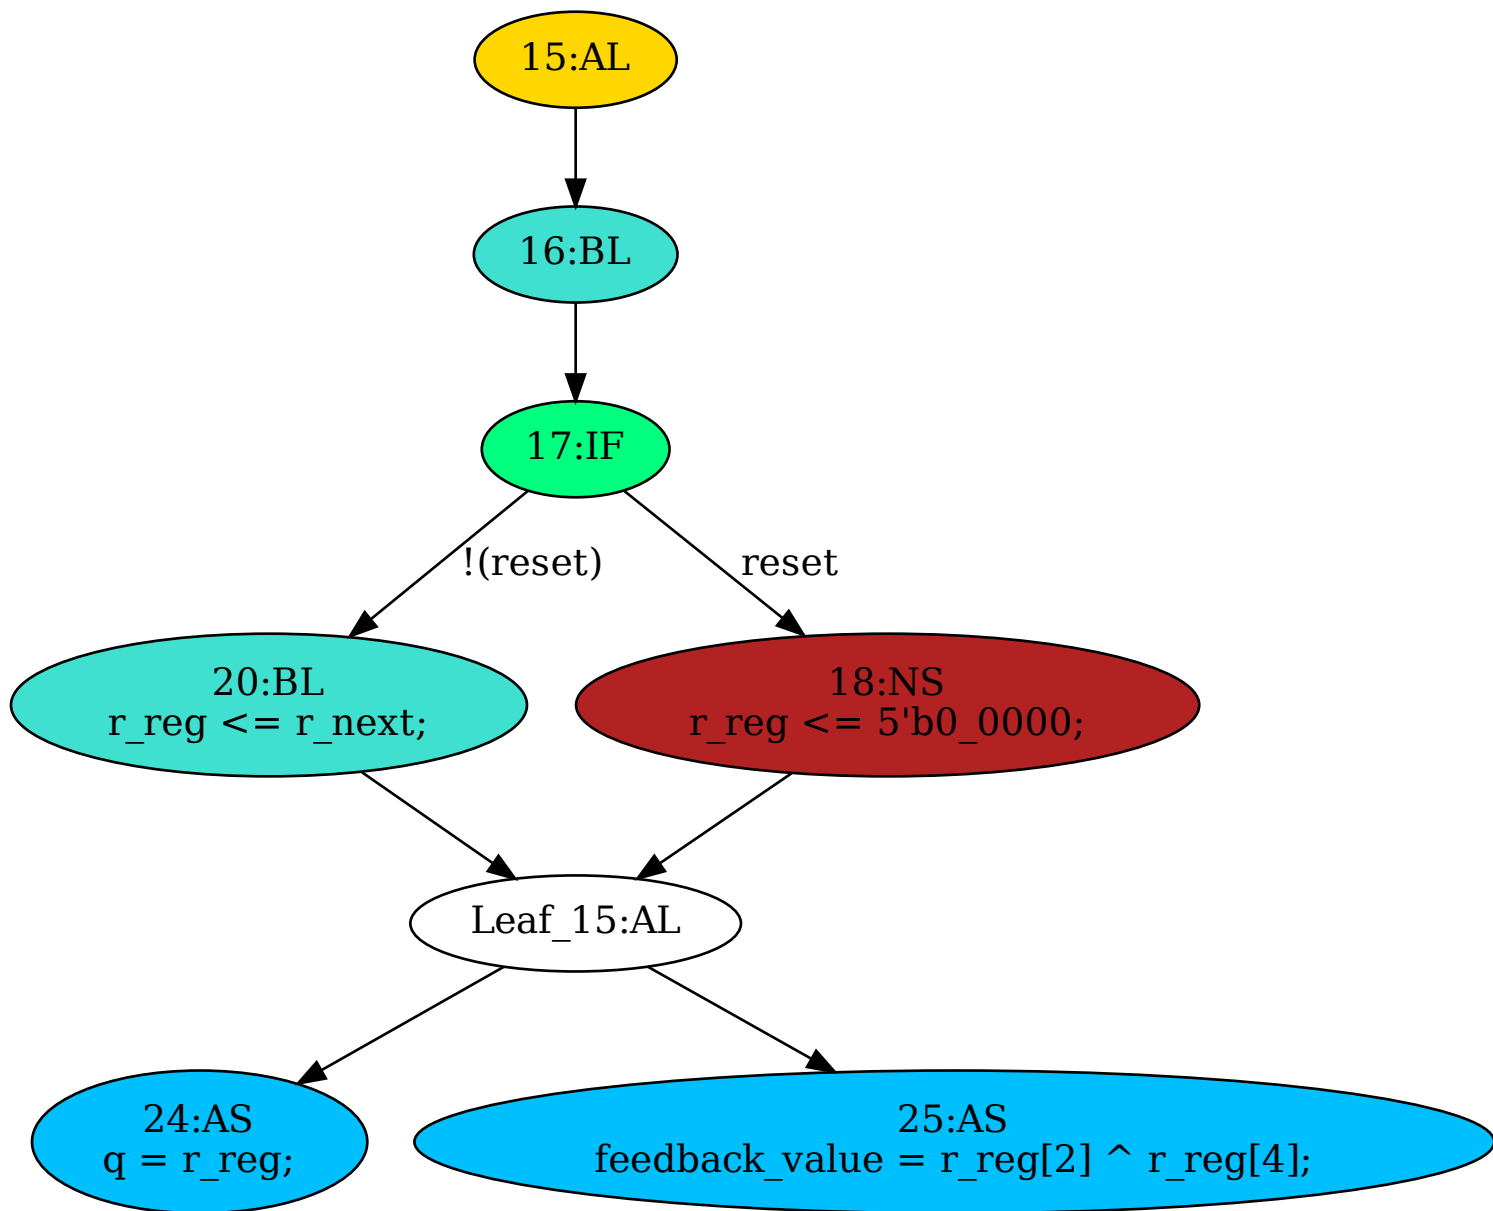 15:AL
16:BL
17:IF
!(reset)
reset
20:BL
r_reg <= r_next;
18:NS
r_reg <= 5'b0_0000;
Leaf_15:AL
24:AS
q = r_reg;
25:AS
feedback_value = r_reg[2] ^ r_reg[4];